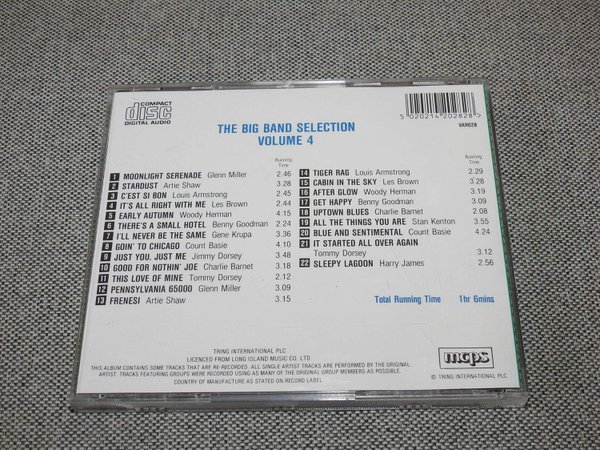 COMPACT
disc
DIGITAL AUDIO
5 020214 202828
VAR028
THE BIG BAND SELECTION
VOLUME 4
Running
Time
1 MOONLIGHT SERENADE Glenn Miller 2.46
2 STARDUST Artie Shaw 3.28
3 C'EST SI BON Louis Armstrong 2.45
4 IT'S ALL RIGHT WITH ME Les Brown 2.44
5 EARLY AUTUMN Woody Herman 4.15
6 THERE'S A SMALL HOTEL Benny Goodman 2.24
7 I'LL NEVER BE THE SAME Gene Krupa 3.36
8 GOIN' TO CHICAGO Count Basie 4.10
9 JUST YOU. JUST ME Jimmy Dorsey 3.48
10 GOOD FOR NOTHIN' JOE Charlie Barnet 3.18
11 THIS LOVE OF MINE Tommy Dorsey 2.12
12 PENNSYLVANIA 65000 Glenn Miller 3.09
13 FRENESI Artie Shaw 3.15
Running
Time
14 TIGER RAG Louis Armstrong 2.29
15 CABIN IN THE SKY Les Brown 3.28
16 AFTER GLOW Woody Herman 3.19
17 GET HAPPY Benny Goodman 3.09
18 UPTOWN BLUES Charlie Barnet 2.08
19 ALL THE THINGS YOU ARE Stan Kenton 3.55
20 BLUE AND SENTIMENTAL Count Basie 4.24
21 IT STARTED ALL OVER AGAIN
Tommy Dorsey 3.12
22 SLEEPY LAGOON Harry James 2.56
Total Running Time 1hr 6mins
TRING INTERNATIONAL PLC
LICENCED FROM LONG ISLAND MUSIC CO. LTD.
THIS ALBUM CONTAINS SOME TRACKS THAT ARE RE-RECORDED. ALL SINGLE ARTIST TRACKS ARE PERFORMED BY THE ORIGINAL
ARTIST. TRACKS FEATURING GROUPS WERE RECORDED USING AS MANY OF THE ORIGINAL GROUP MEMBERS AS POSSIBLE.
COUNTRY OF MANUFACTURE AS STATED ON RECORD LABEL
mcps
© TRING INTERNATIONAL PLC